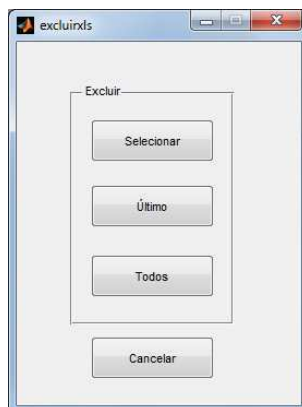 excluirxls
Excluir
Selecionar
Último
Todos
Cancelar